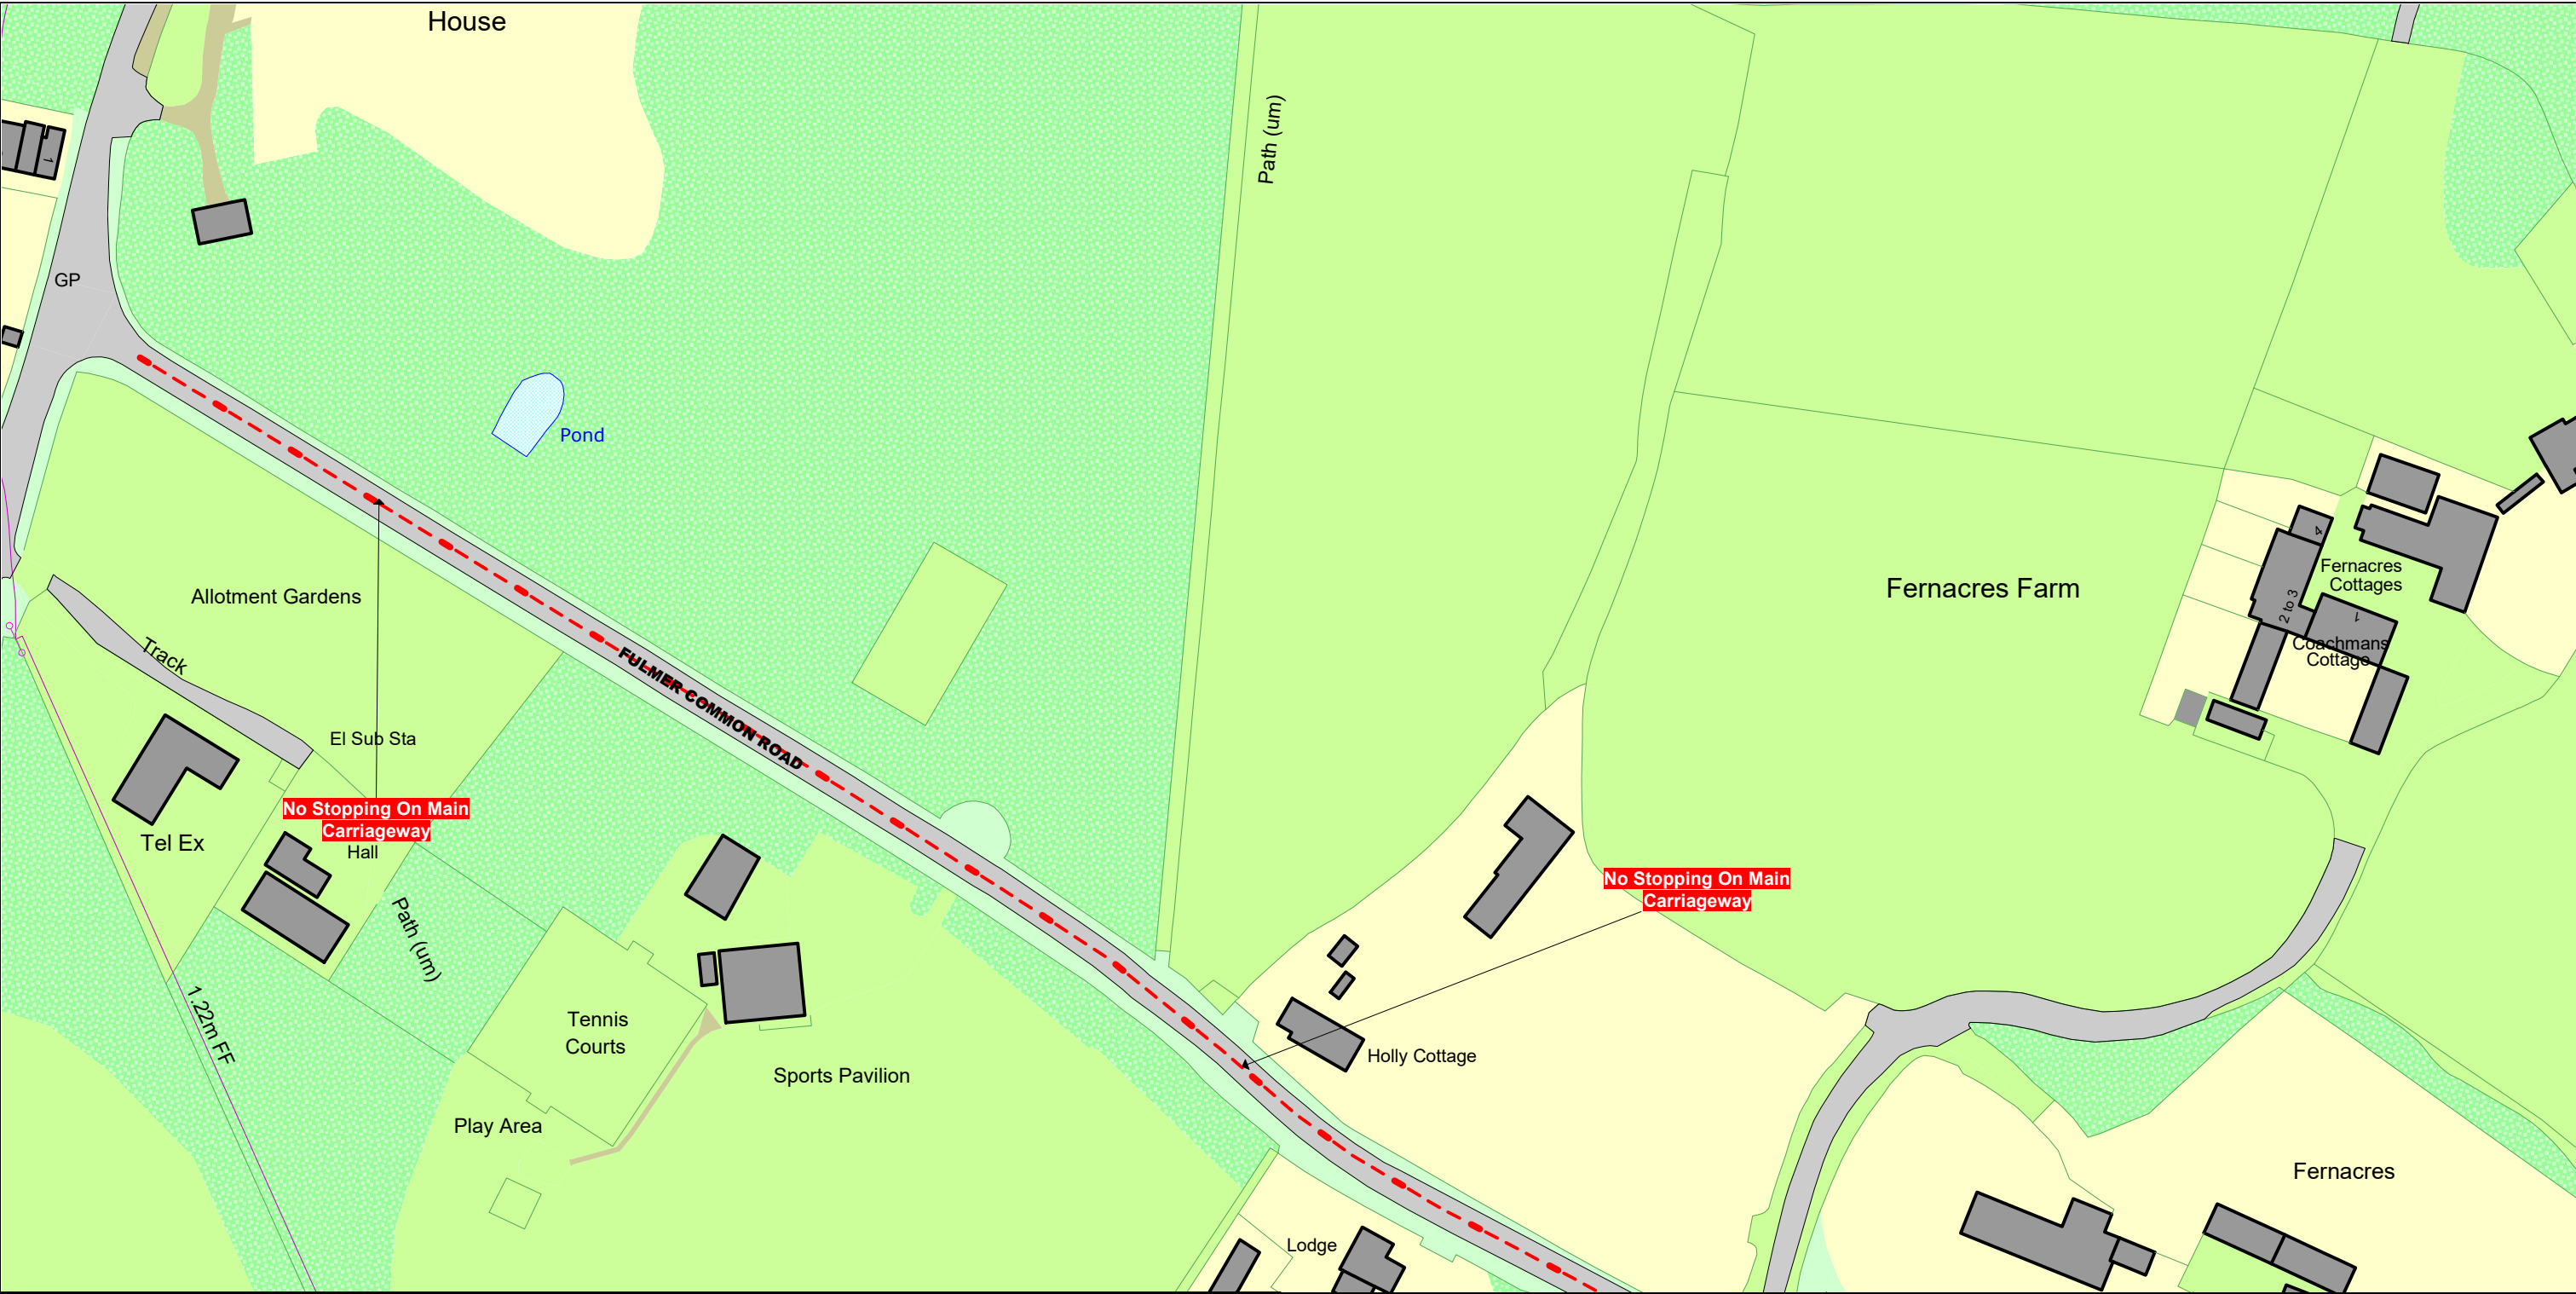 House
Path (um)
1
GP
Pond
Allotment Gardens
Track
El Sub Sta
FULMER COMMON ROAD
No Stopping On Main
Carriageway
Hall
Tel Ex
Path (um)
1.22m FF
Tennis
Courts
Sports Pavilion
Play Area
Fernacres Farm
4
Fernacres
Cottages
2 to 3
1
Coachmans
Cottage
No Stopping On Main
Carriageway
Holly Cottage
Lodge
Fernacres